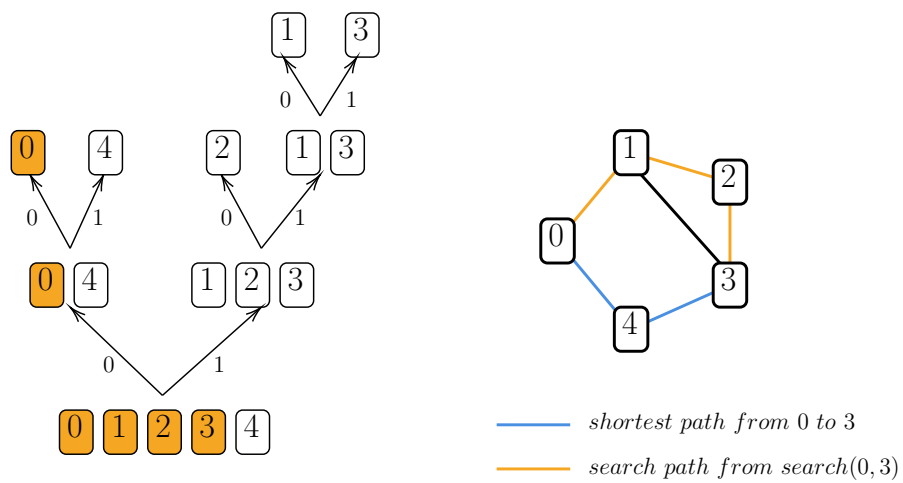 1 3
0 1
0 4 2 1 3
0 1 0 1
0 4 1 2 3
0 1
0 1 2 3 4
1
2
0
3
4
shortest path from 0 to 3
search path from search(0, 3)